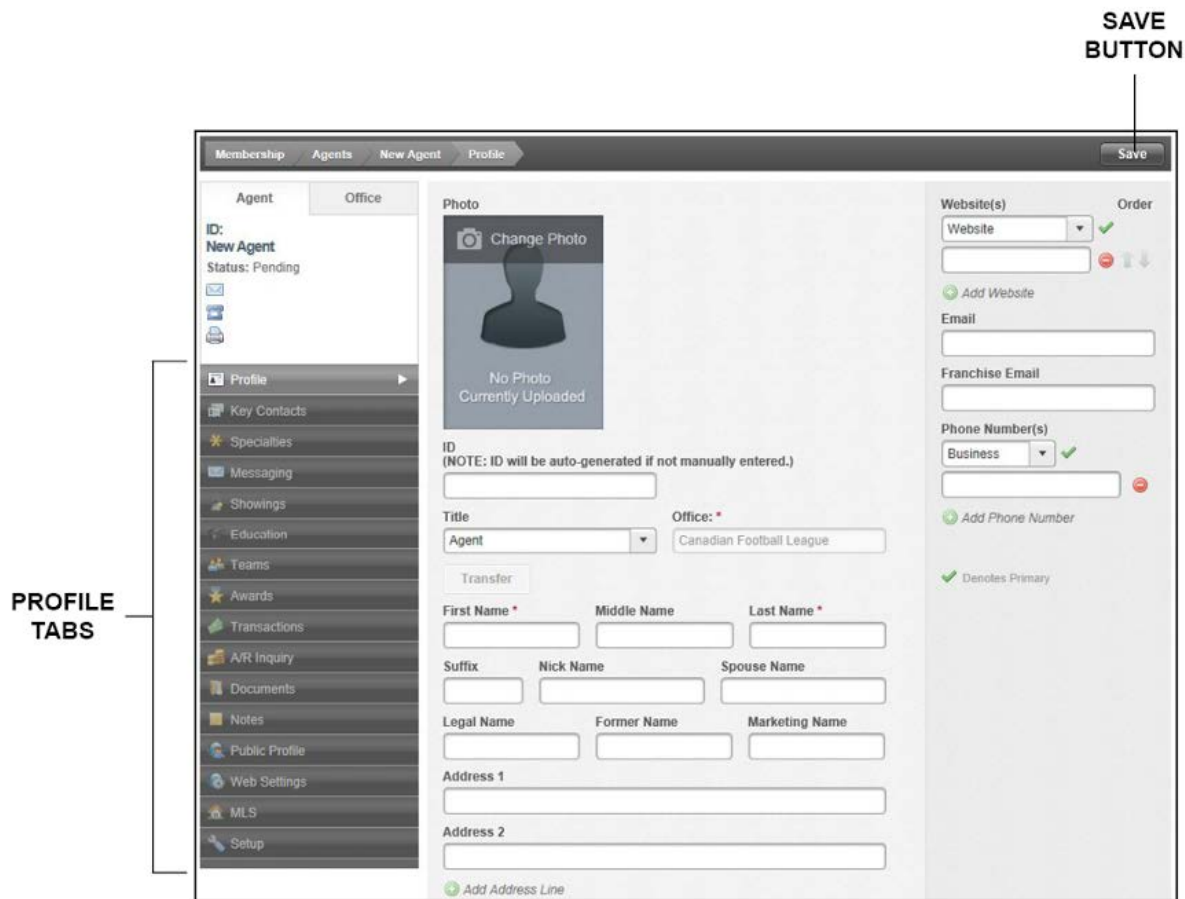 SAVE
BUTTON
Membership Agents New Agent Profile Save
Agent Office
ID:
New Agent
Status: Pending
PROFILE
TABS
Profile
Key Contacts
Specialties
Messaging
Showings
Education
Teams
Awards
Transactions
A/R Inquiry
Documents
Notes
Public Profile
Web Settings
MLS
Setup
Photo
Change Photo
No Photo
Currently Uploaded
ID
(NOTE: ID will be auto-generated if not manually entered.)
Title Office: *
Agent Canadian Football League
Transfer
First Name * Middle Name Last Name *
Suffix Nick Name Spouse Name
Legal Name Former Name Marketing Name
Address 1
Address 2
Add Address Line
Website(s) Order
Website
Add Website
Email
Franchise Email
Phone Number(s)
Business
Add Phone Number
Denotes Primary